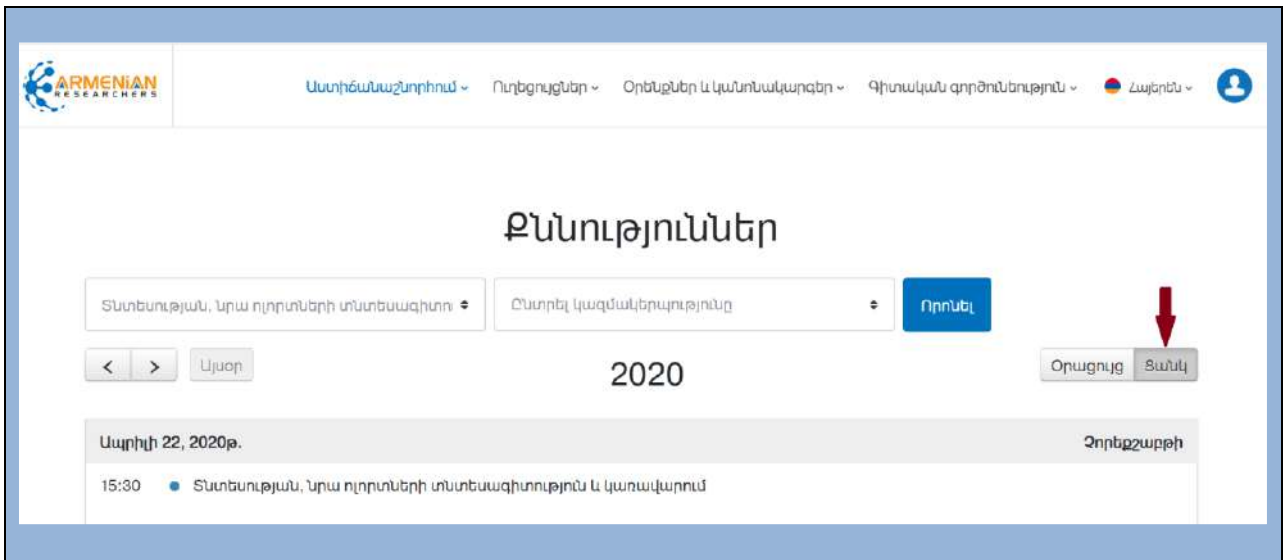 ARMENiAN
RESEARCHERS
Աստիճանաշնորհում Ուղեցույցներ Օրենքներ և կանոնակարգեր Գիտական գործունեություն Հայերեն
Քննություններ
Տնտեսության, նրա ոլորտների տնտեսագիտու Ընտրել կազմակերպությունը Որոնել
< > Այսօր 2020 Օրացույց Ցանկ
Ապրիլի 22, 2020թ. Չորեքշաբթի
15:30 Տնտեսության, նրա ոլորտների տնտեսագիտություն և կառավարում